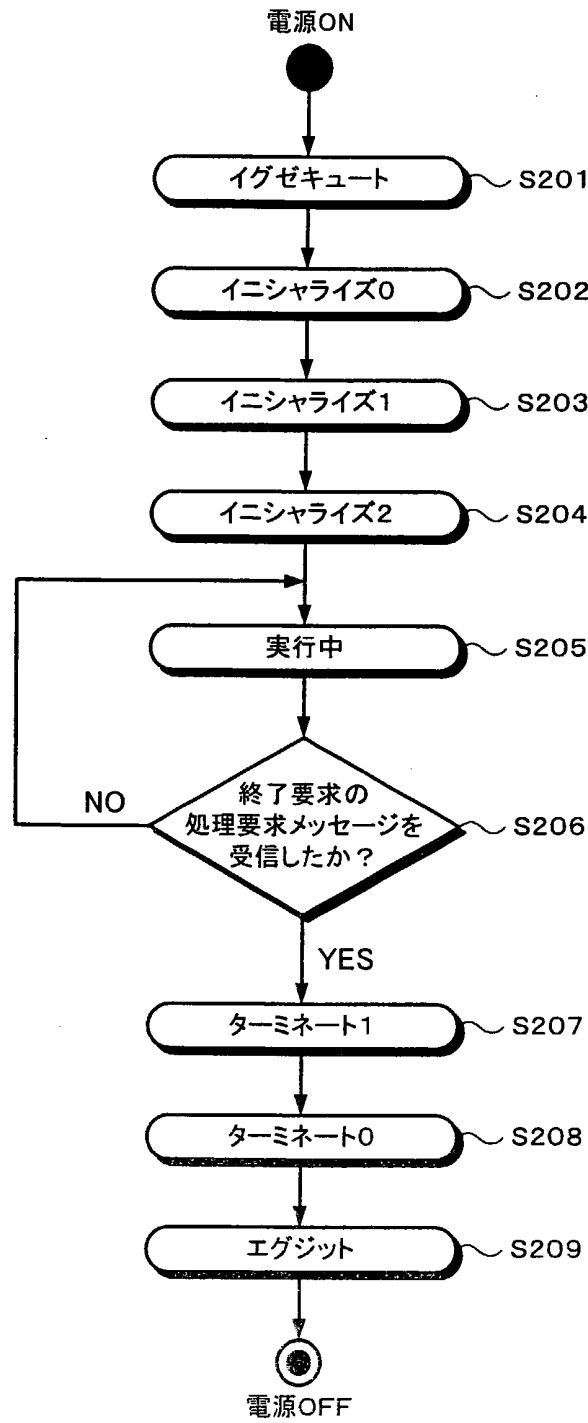 電源ON
イグゼキュート
S201
イニシャライズ0
S202
イニシャライズ1
S203
イニシャライズ2
S204
実行中
S205
終了要求の
処理要求メッセージを
受信したか?
S206
NO
YES
ターミネート1
S207
ターミネート0
S208
エグジット
S209
電源OFF